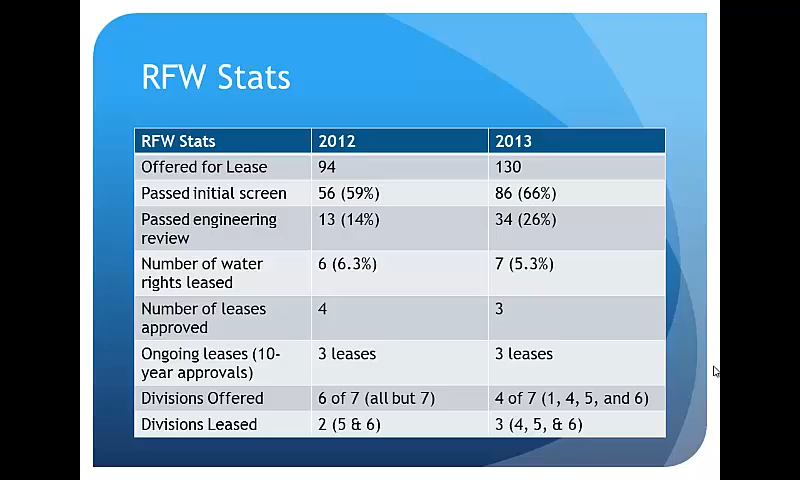 RFW Stats
RFW Stats 2012 2013
Offered for Lease 94 130
Passed initial screen 56 (59%) 86 (66%)
Passed engineering review 13 (14%) 34 (26%)
Number of water rights leased 6 (6.3%) 7 (5.3%)
Number of leases approved 4 3
Ongoing leases (10-year approvals) 3 leases 3 leases
Divisions Offered 6 of 7 (all but 7) 4 of 7 (1, 4, 5, and 6)
Divisions Leased 2 (5 & 6) 3 (4, 5, & 6)